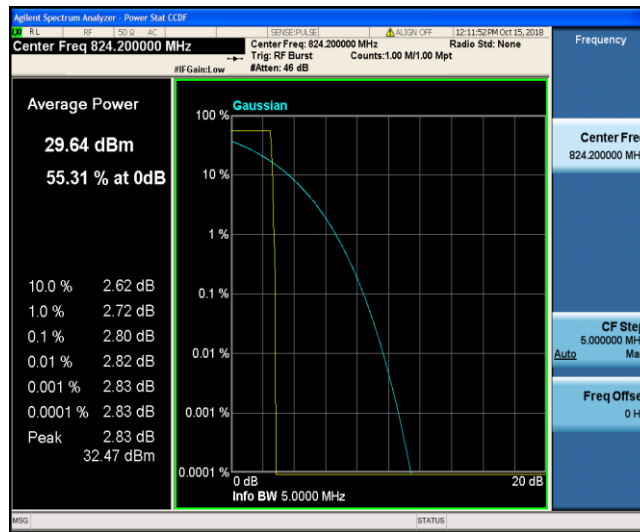 Agilent Spectrum Analyzer - Power Stat CCDF
RL RF 50 Ω AC SENSE:PULSE ALIGN OFF 12:11:52PM Oct 15, 2018
Center Freq 824.200000 MHz
Center Freq: 824.200000 MHz Radio Std: None
Trig: RF Burst Counts:1.00 M/1.00 Mpt
#IFGain:Low #Atten: 46 dB
Frequency
Average Power
29.64 dBm
55.31 % at 0dB
10.0 % 2.62 dB
1.0 % 2.72 dB
0.1 % 2.80 dB
0.01 % 2.82 dB
0.001 % 2.83 dB
0.0001 % 2.83 dB
Peak 2.83 dB
32.47 dBm
Gaussian
100 %
10 %
1 %
0.1 %
0.01 %
0.001 %
0.0001 %
0 dB 20 dB
Info BW 5.0000 MHz
Center Fre
824.200000 MH
CF Step
5.000000 MH
Auto Ma
Freq Offse
0 H
MSG STATUS